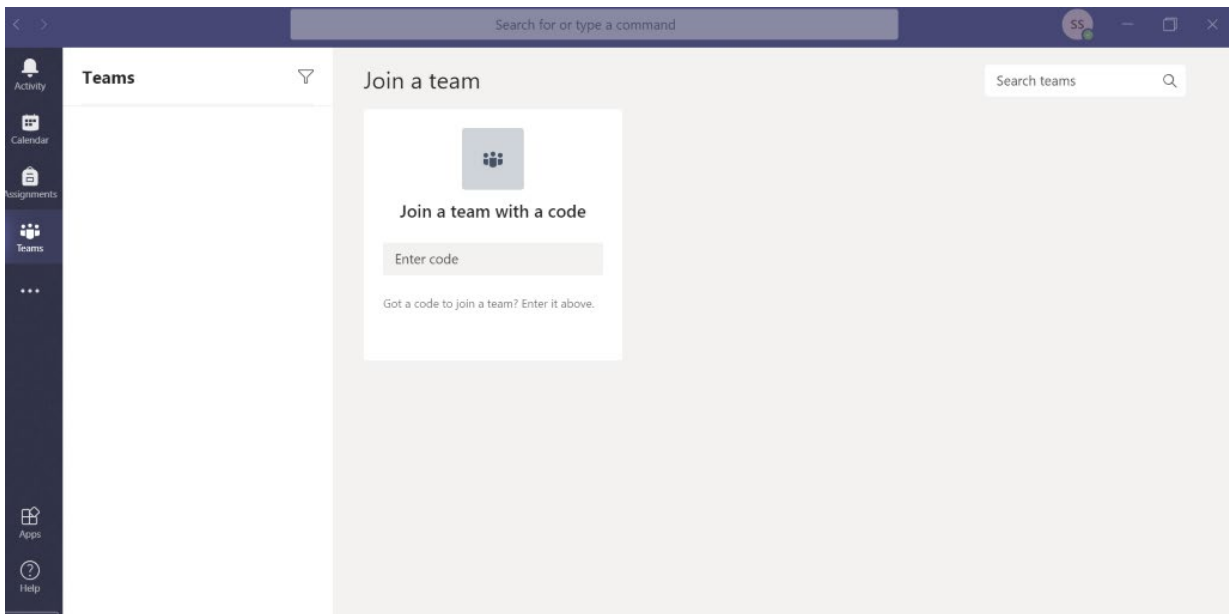 Search for or type a command
SS
Activity
Calendar
Assignments
Teams
Apps
Help
Teams
Join a team
Search teams
Join a team with a code
Enter code
Got a code to join a team? Enter it above.